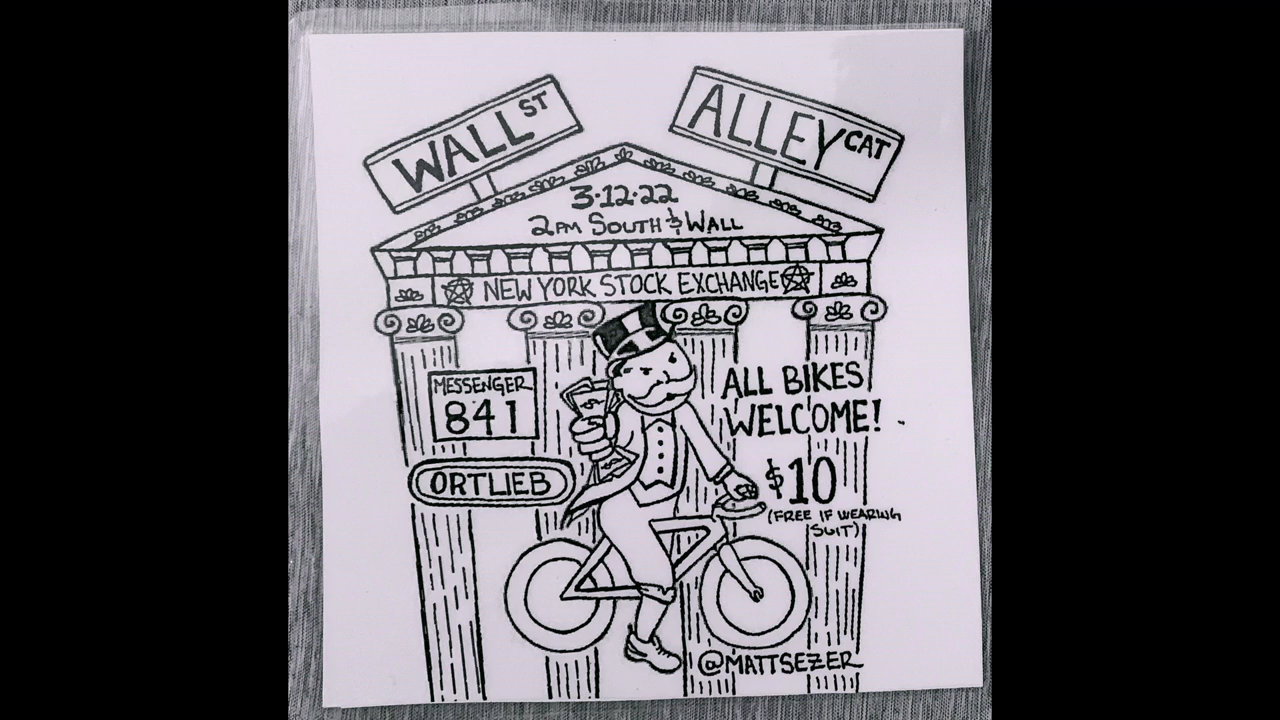 WALL ST
ALLEY CAT
3·12·22
2PM SOUTH & WALL
NEW YORK STOCK EXCHANGE
MESSENGER
841
ORTLIEB
ALL BIKES
WELCOME!
$10
(FREE IF WEARING
SUIT)
@MATTSEZER